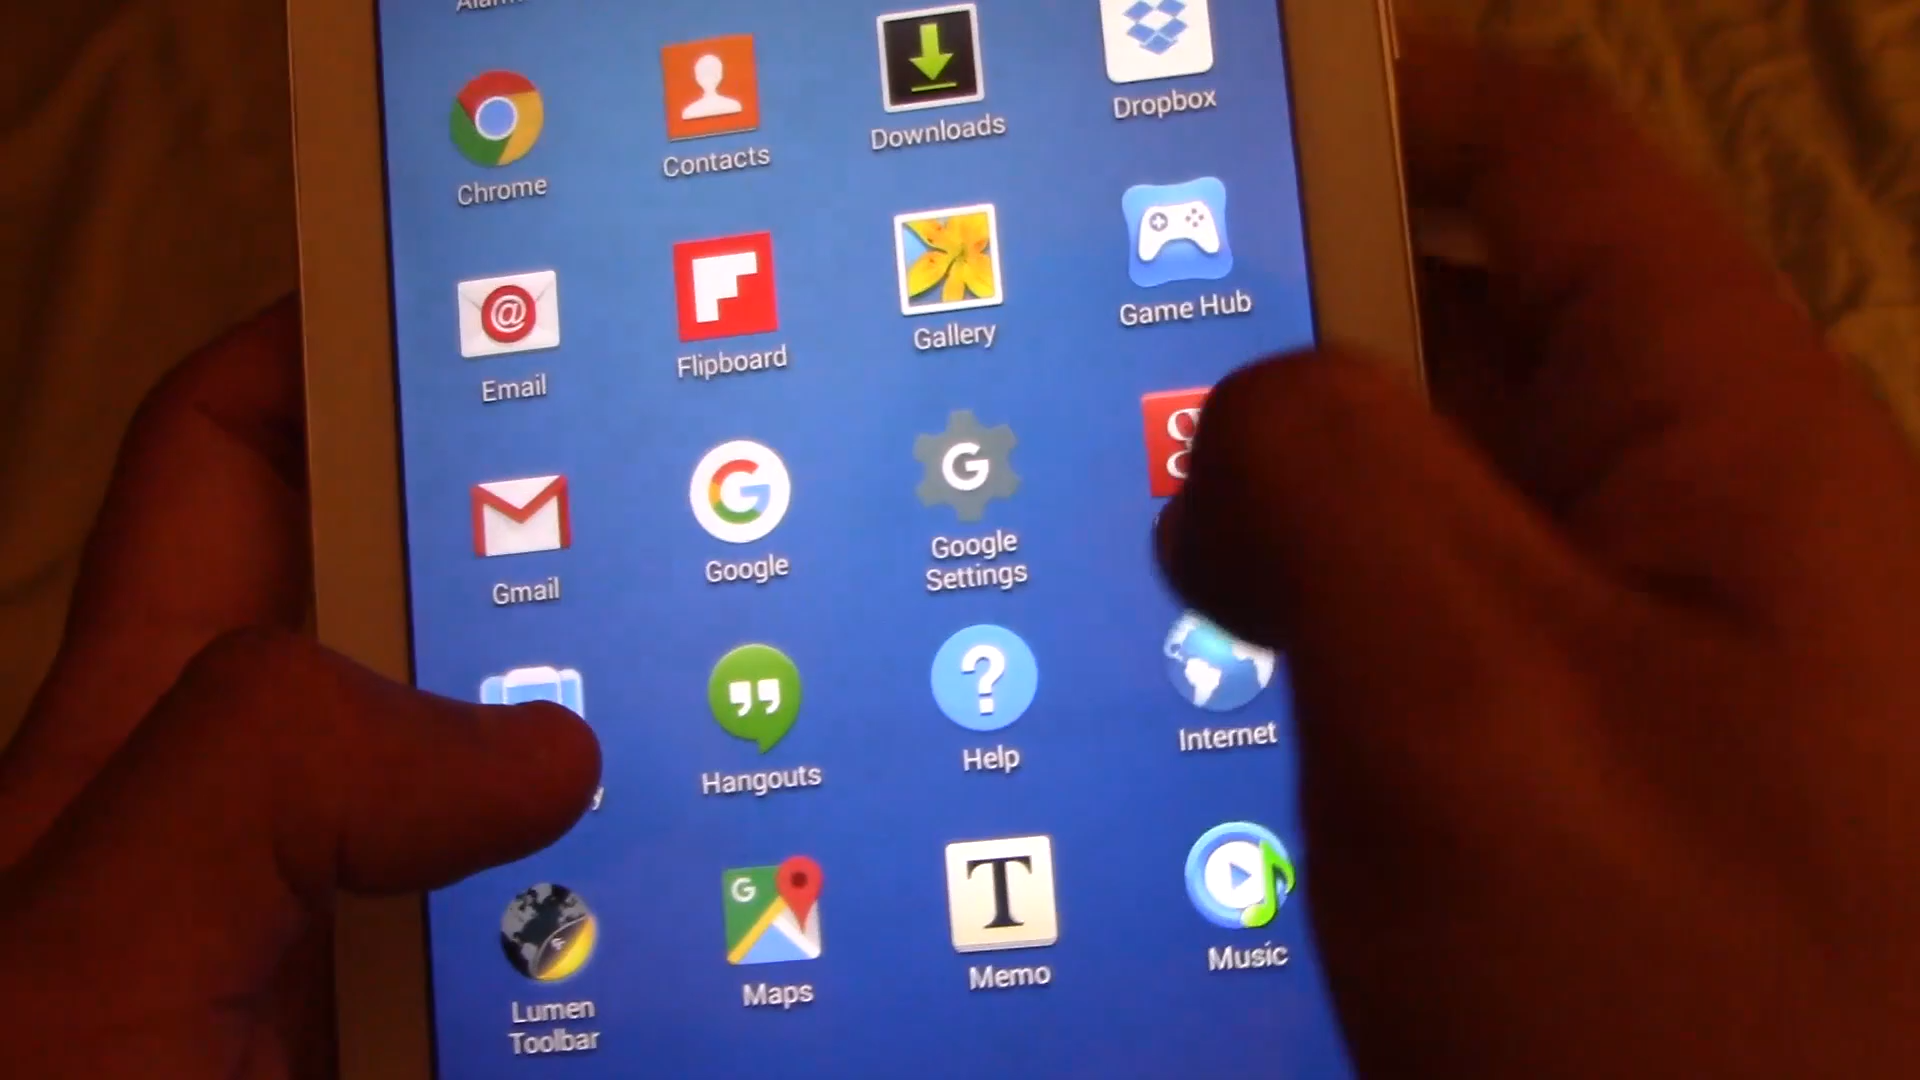 Chrome
Contacts
Downloads
Dropbox
@
Email
Flipboard
Gallery
Game Hub
Gmail
G
Google
G
Google
Settings
g
Hangouts
?
Help
Internet
Lumen
Toolbar
G
Maps
T
Memo
Music